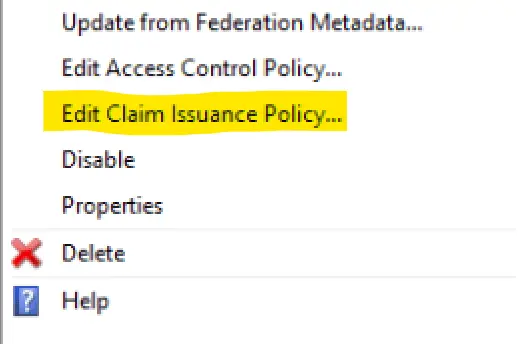 Update from Federation Metadata...
Edit Access Control Policy...
Edit Claim Issuance Policy...
Disable
Properties
Delete
Help